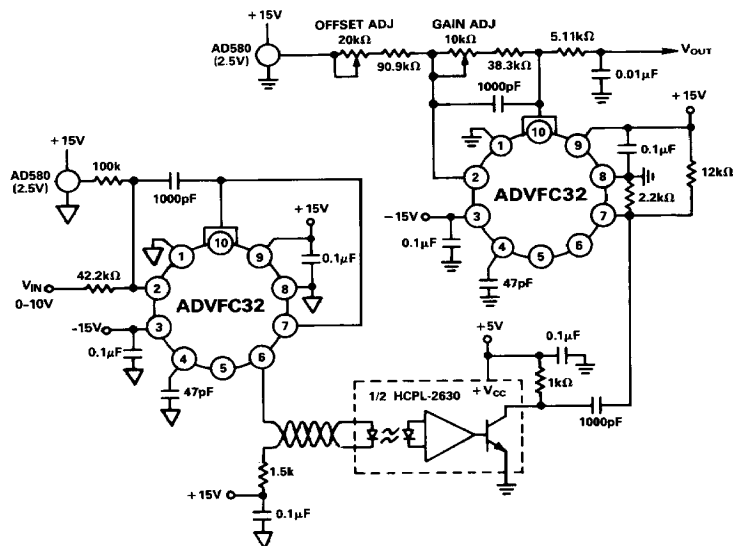 +15V
OFFSET ADJ
20kΩ
GAIN ADJ
10kΩ
AD580
(2.5V)
90.9kΩ
38.3kΩ
5.11kΩ
VOUT
0.01μF
1000pF
+15V
10
1
9
0.1μF
2
8
12kΩ
ADVFC32
2.2kΩ
-15V
3
7
0.1μF
4
5
6
47pF
+15V
AD580
(2.5V)
100k
1000pF
+15V
10
1
9
0.1μF
VIN
0–10V
42.2kΩ
2
8
ADVFC32
-15V
3
7
0.1μF
4
5
6
47pF
+5V
0.1μF
1/2 HCPL-2630
+VCC
1kΩ
1000pF
1.5k
+15V
0.1μF